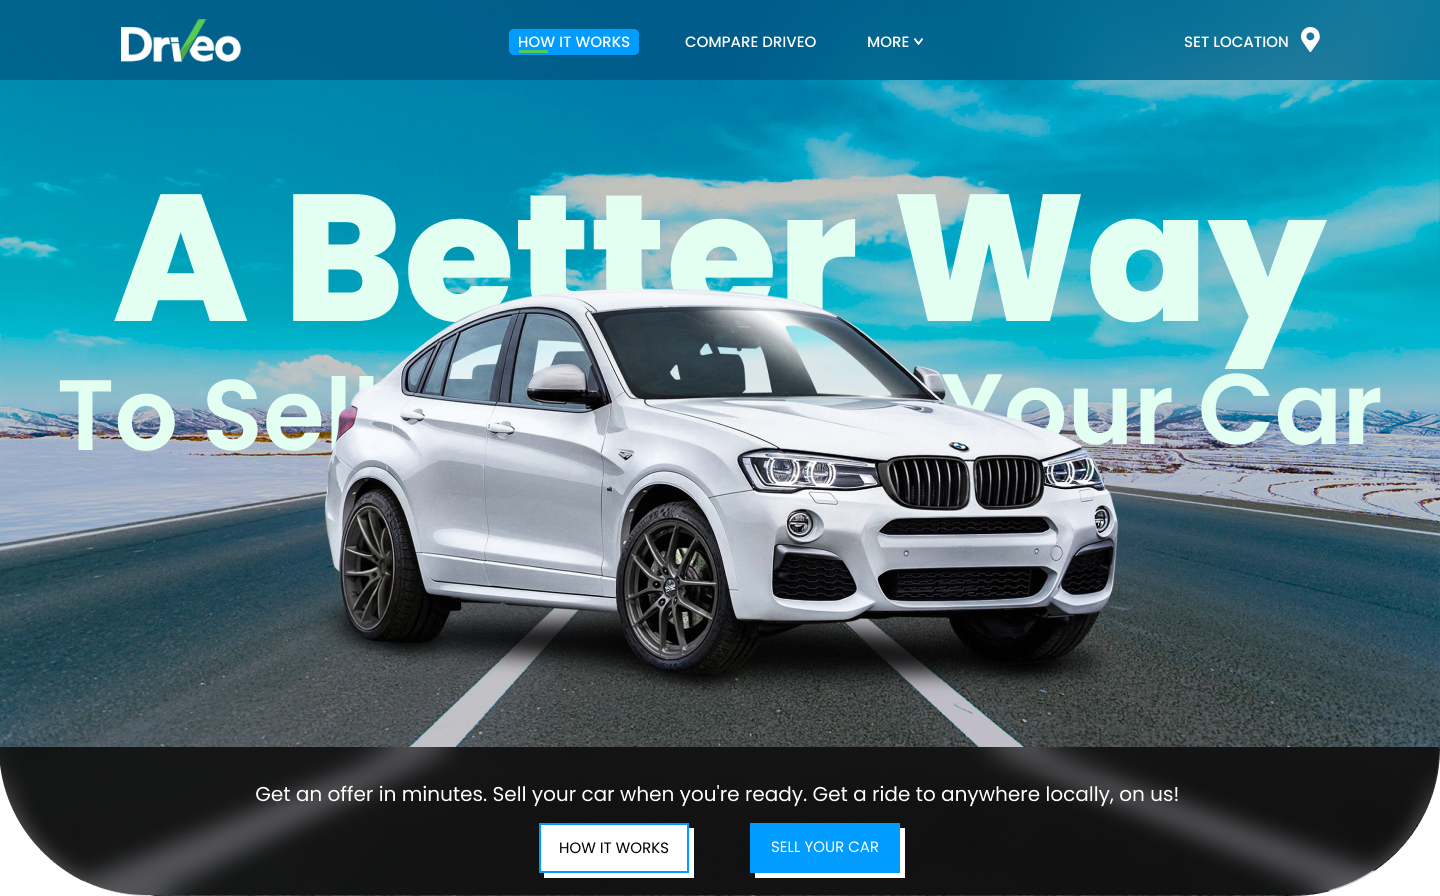 Driveo
HOW IT WORKS
COMPARE DRIVEO
MORE
SET LOCATION
A Better Way
To Sell Your Car
Get an offer in minutes. Sell your car when you're ready. Get a ride to anywhere locally, on us!
HOW IT WORKS
SELL YOUR CAR